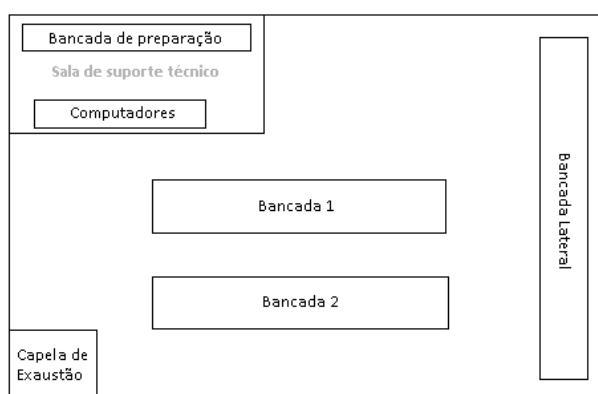 Bancada de preparação
Sala de suporte técnico
Computadores
Bancada 1
Bancada Lateral
Bancada 2
Capela de
Exaustão